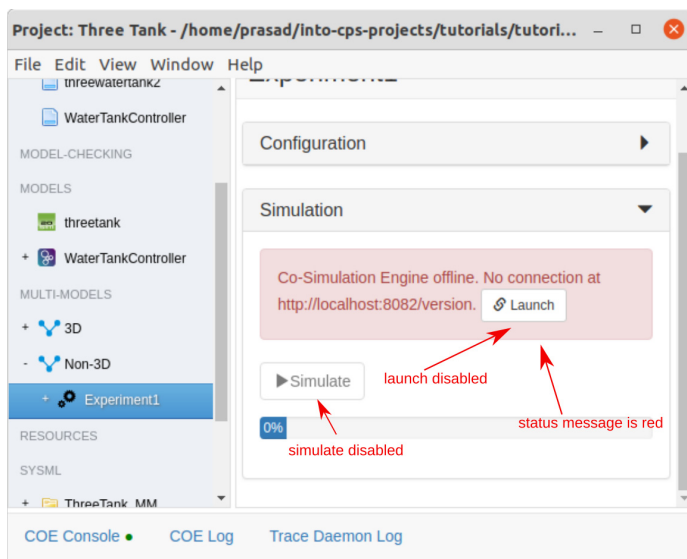 Project: Three Tank - /home/prasad/into-cps-projects/tutorials/tutori...
File Edit View Window Help
threewatertank2
WaterTankController
MODEL-CHECKING
MODELS
threetank
+ WaterTankController
MULTI-MODELS
+ 3D
- Non-3D
+ Experiment1
RESOURCES
SYSML
+ ThreeTank_MM
Experiment1
Configuration
Simulation
Co-Simulation Engine offline. No connection at
http://localhost:8082/version. Launch
launch disabled
Simulate
status message is red
0%
simulate disabled
COE Console COE Log Trace Daemon Log